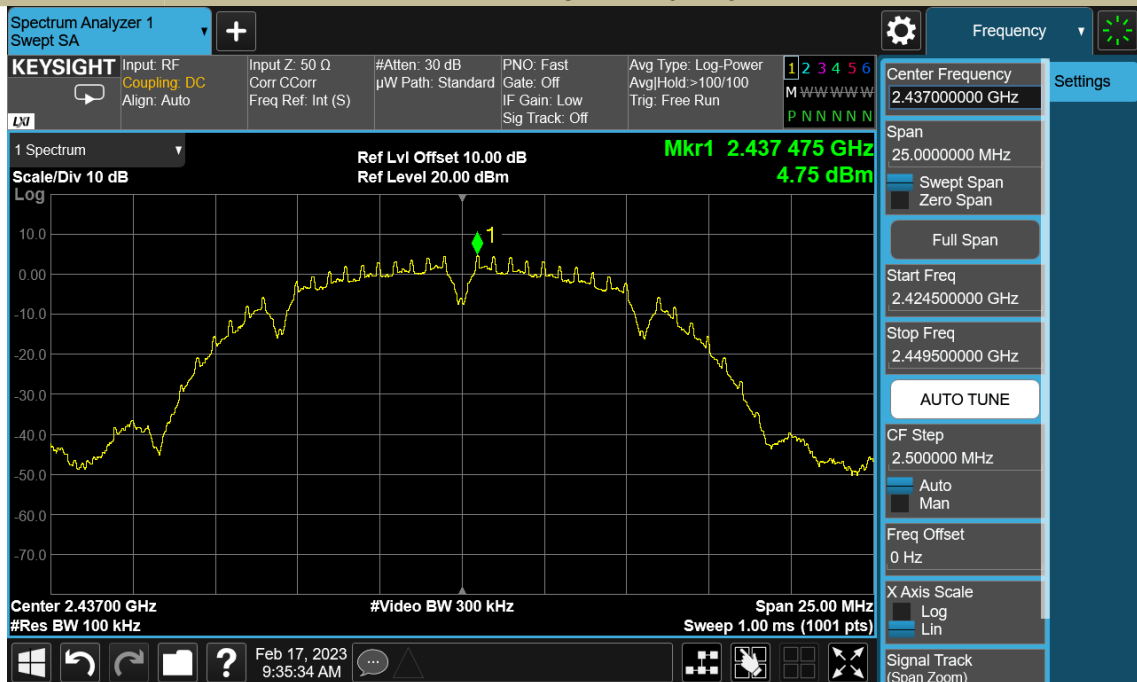 Spectrum Analyzer 1
Swept SA
+
Frequency
KEYSIGHT
LXI
Input: RF
Coupling: DC
Align: Auto
Input Z: 50 Ω
Corr CCorr
Freq Ref: Int (S)
#Atten: 30 dB
µW Path: Standard
PNO: Fast
Gate: Off
IF Gain: Low
Sig Track: Off
Avg Type: Log-Power
Avg|Hold:>100/100
Trig: Free Run
1 2 3 4 5 6
M W W W W W
P N N N N N
1 Spectrum
Scale/Div 10 dB
Ref Lvl Offset 10.00 dB
Ref Level 20.00 dBm
Mkr1 2.437 475 GHz
4.75 dBm
Log
1
10.0
0.00
-10.0
-20.0
-30.0
-40.0
-50.0
-60.0
-70.0
Center 2.43700 GHz
#Res BW 100 kHz
#Video BW 300 kHz
Span 25.00 MHz
Sweep 1.00 ms (1001 pts)
Center Frequency
2.437000000 GHz
Span
25.0000000 MHz
Swept Span
Zero Span
Full Span
Start Freq
2.424500000 GHz
Stop Freq
2.449500000 GHz
AUTO TUNE
CF Step
2.500000 MHz
Auto
Man
Freq Offset
0 Hz
X Axis Scale
Log
Lin
Signal Track
(Span Zoom)
Settings
?
Feb 17, 2023
9:35:34 AM